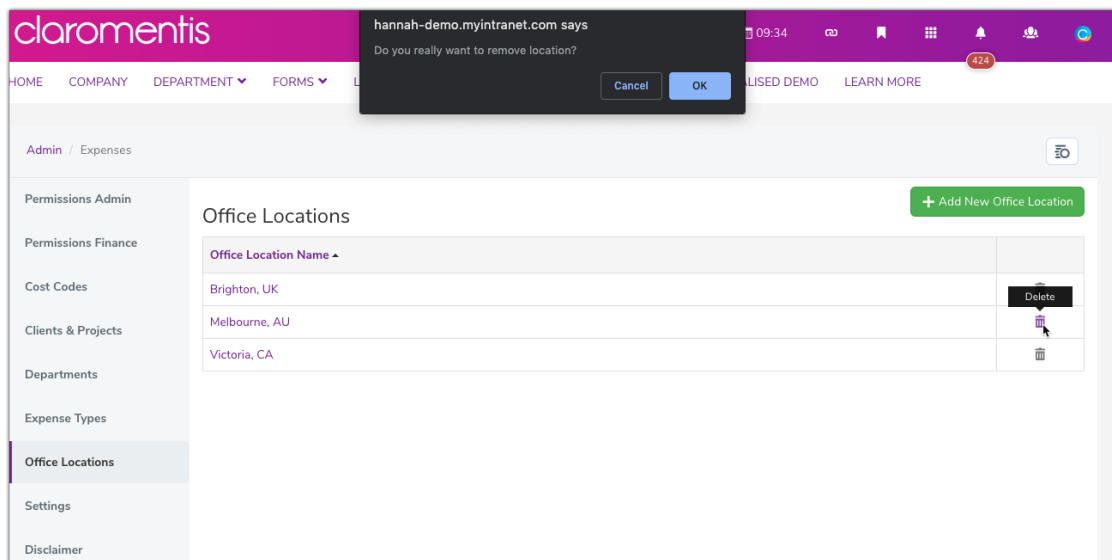 claromentis
hannah-demo.myintranet.com says
Do you really want to remove location?
Cancel OK
09:34
424
HOME COMPANY DEPARTMENT FORMS LISED DEMO LEARN MORE
Admin / Expenses
Permissions Admin
Permissions Finance
Cost Codes
Clients & Projects
Departments
Expense Types
Office Locations
Settings
Disclaimer
Office Locations
+ Add New Office Location
Office Location Name
Brighton, UK
Delete
Melbourne, AU
Victoria, CA